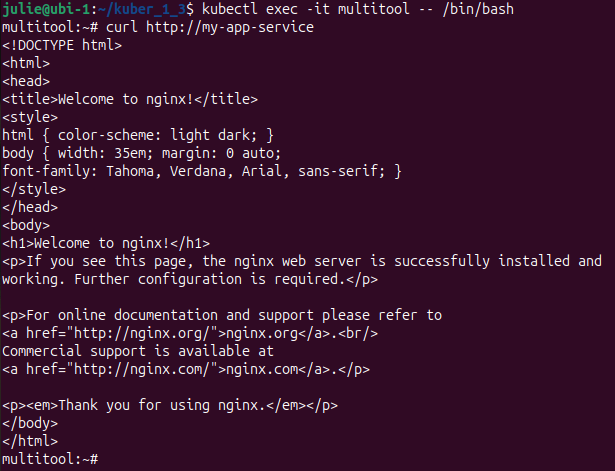 julie@ubi-1:~/kuber_1_3$ kubectl exec -it multitool -- /bin/bash
multitool:~# curl http://my-app-service
<!DOCTYPE html>
<html>
<head>
<title>Welcome to nginx!</title>
<style>
html { color-scheme: light dark; }
body { width: 35em; margin: 0 auto;
font-family: Tahoma, Verdana, Arial, sans-serif; }
</style>
</head>
<body>
<h1>Welcome to nginx!</h1>
<p>If you see this page, the nginx web server is successfully installed and
working. Further configuration is required.</p>

<p>For online documentation and support please refer to
<a href="http://nginx.org/">nginx.org</a>.<br/>
Commercial support is available at
<a href="http://nginx.com/">nginx.com</a>.</p>

<p><em>Thank you for using nginx.</em></p>
</body>
</html>
multitool:~#